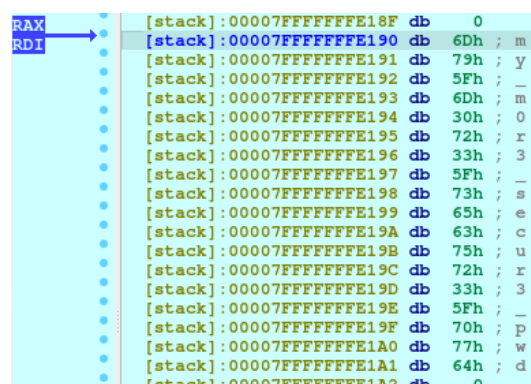 RAX
RDI
[stack]:00007FFFFFFFE18F db 0
[stack]:00007FFFFFFFE190 db 6Dh ; m
[stack]:00007FFFFFFFE191 db 79h ; y
[stack]:00007FFFFFFFE192 db 5Fh ; _
[stack]:00007FFFFFFFE193 db 6Dh ; m
[stack]:00007FFFFFFFE194 db 30h ; 0
[stack]:00007FFFFFFFE195 db 72h ; r
[stack]:00007FFFFFFFE196 db 33h ; 3
[stack]:00007FFFFFFFE197 db 5Fh ; _
[stack]:00007FFFFFFFE198 db 73h ; s
[stack]:00007FFFFFFFE199 db 65h ; e
[stack]:00007FFFFFFFE19A db 63h ; c
[stack]:00007FFFFFFFE19B db 75h ; u
[stack]:00007FFFFFFFE19C db 72h ; r
[stack]:00007FFFFFFFE19D db 33h ; 3
[stack]:00007FFFFFFFE19E db 5Fh ; _
[stack]:00007FFFFFFFE19F db 70h ; p
[stack]:00007FFFFFFFE1A0 db 77h ; w
[stack]:00007FFFFFFFE1A1 db 64h ; d
[stack]:00007FFFFFFFE1A2 db 0